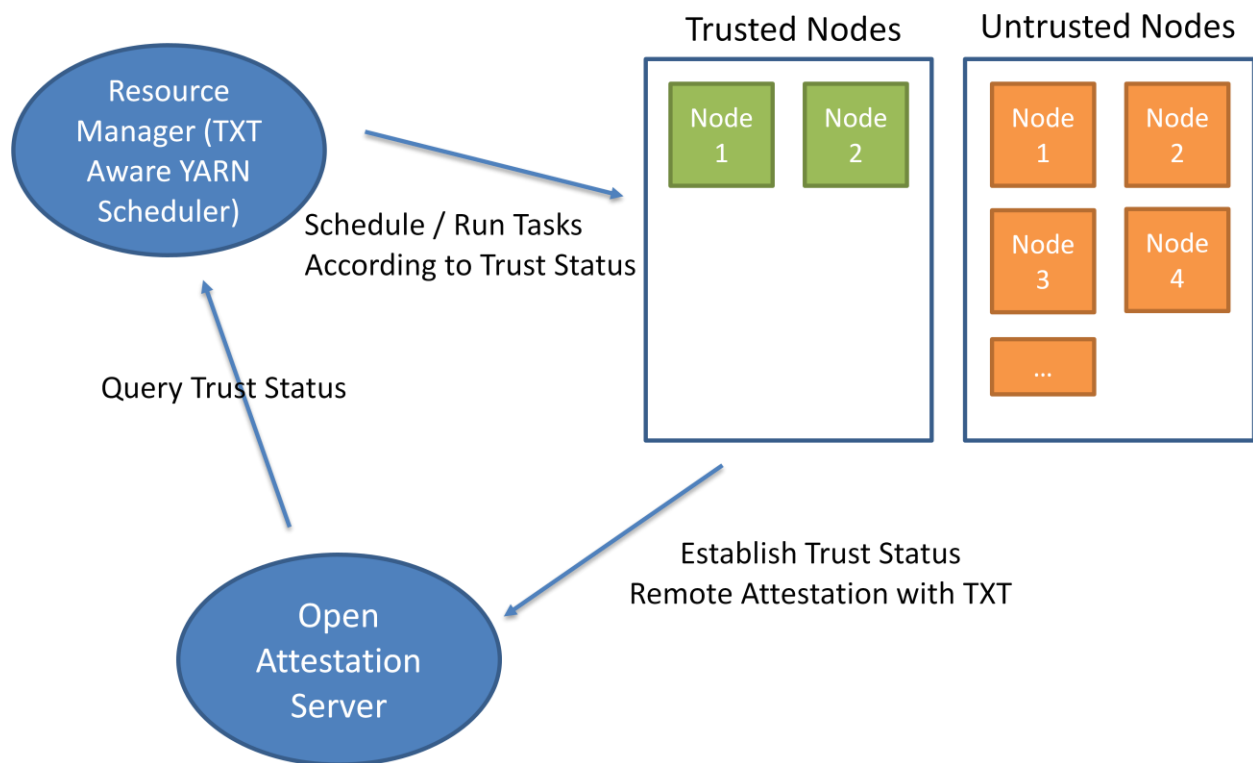 Trusted Nodes
Untrusted Nodes
Resource
Manager (TXT
Aware YARN
Scheduler)
Node
1
Node
2
Node
1
Node
2
Node
3
Node
4
...
Schedule / Run Tasks
According to Trust Status
Query Trust Status
Establish Trust Status
Remote Attestation with TXT
Open
Attestation
Server